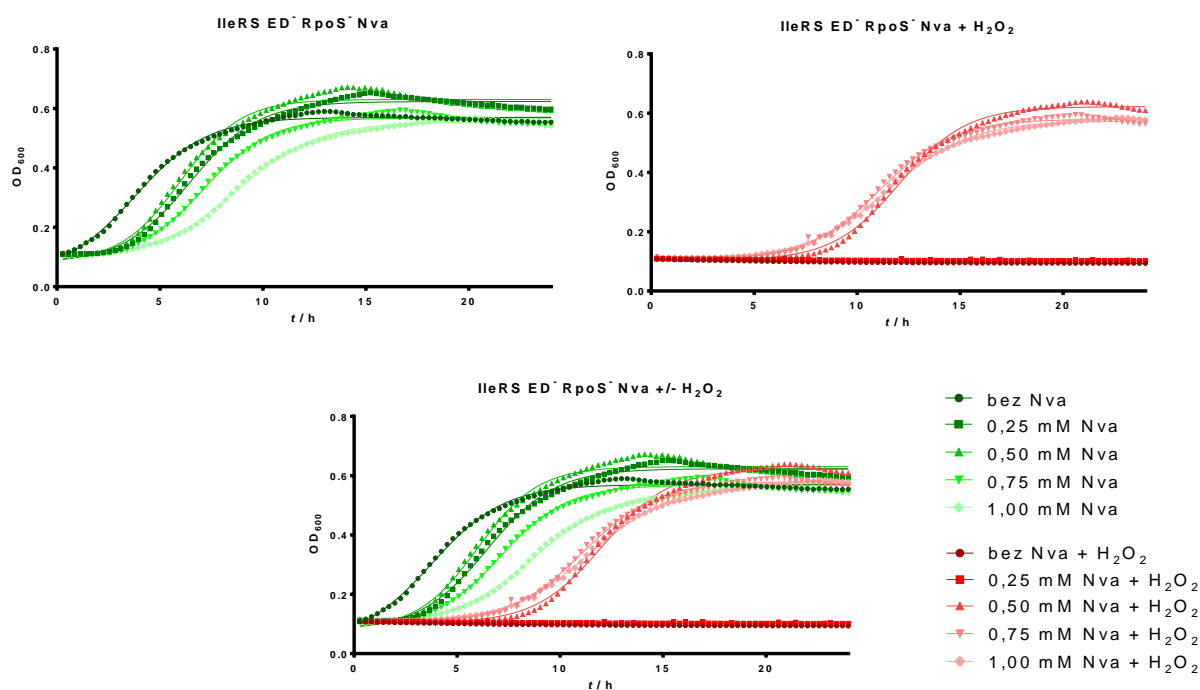 IleRS ED⁻ RpoS⁻ Nva
0.8
0.6
0.4
0.2
0.0
OD₆₀₀
0 5 10 15 20
t / h
IleRS ED⁻ RpoS⁻ Nva + H₂O₂
0.8
0.6
0.4
0.2
0.0
OD₆₀₀
0 5 10 15 20
t / h
IleRS ED⁻ RpoS⁻ Nva +/- H₂O₂
0.8
0.6
0.4
0.2
0.0
OD₆₀₀
0 5 10 15 20
t / h
bez Nva
0,25 mM Nva
0,50 mM Nva
0,75 mM Nva
1,00 mM Nva
bez Nva + H₂O₂
0,25 mM Nva + H₂O₂
0,50 mM Nva + H₂O₂
0,75 mM Nva + H₂O₂
1,00 mM Nva + H₂O₂